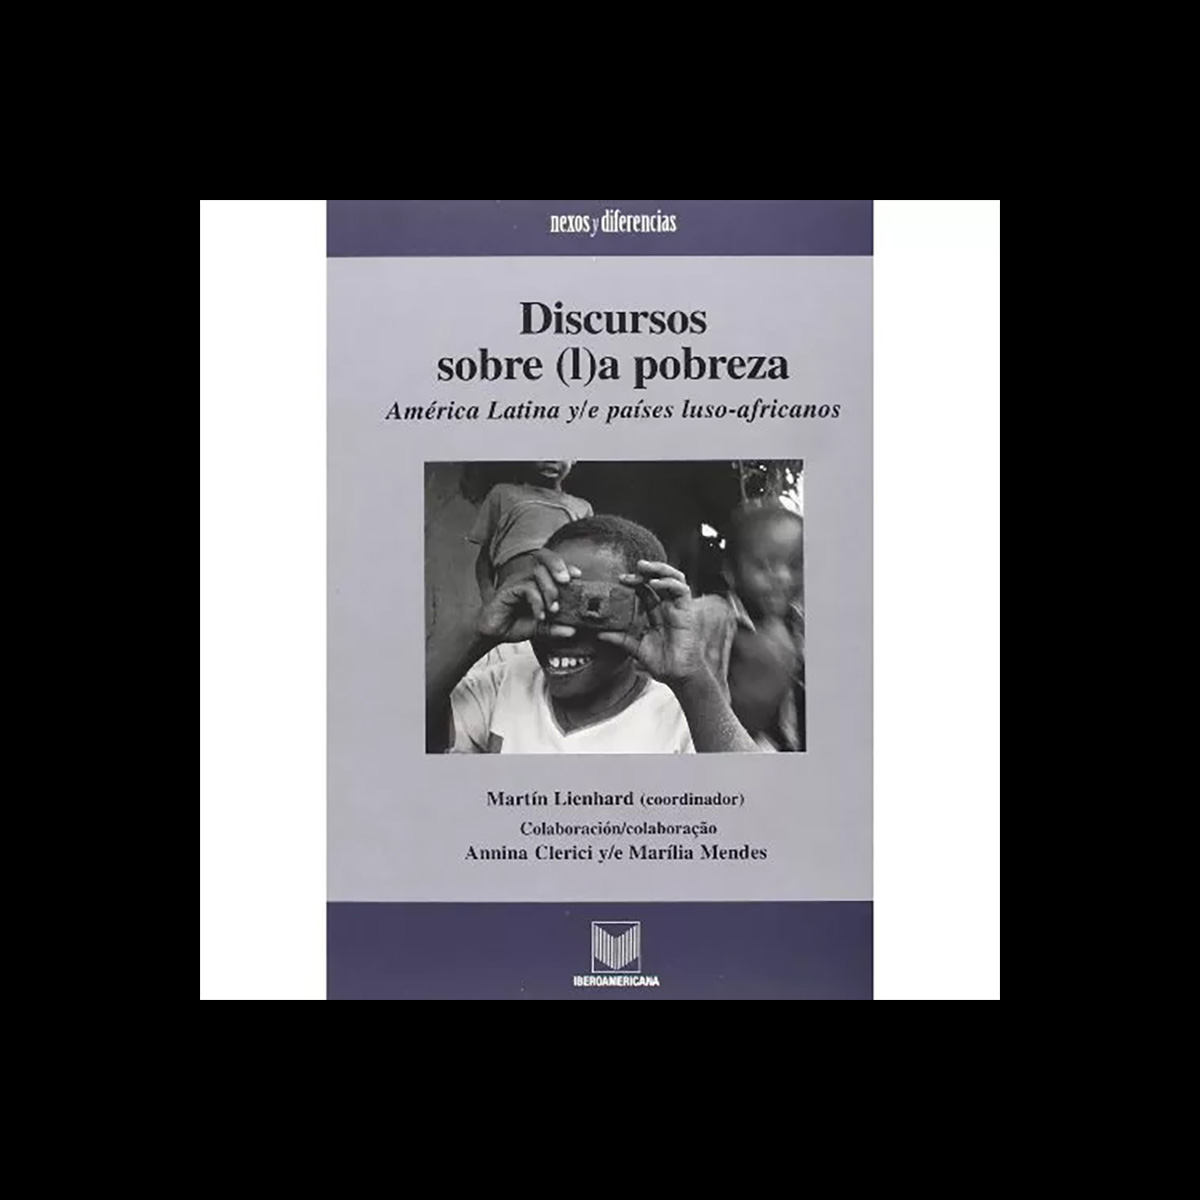 nexos y diferencias
Discursos
sobre (l)a pobreza
América Latina y/e países luso-africanos
Martín Lienhard (coordinador)
Colaboración/colaboração
Annina Clerici y/e Marília Mendes
IBEROAMERICANA